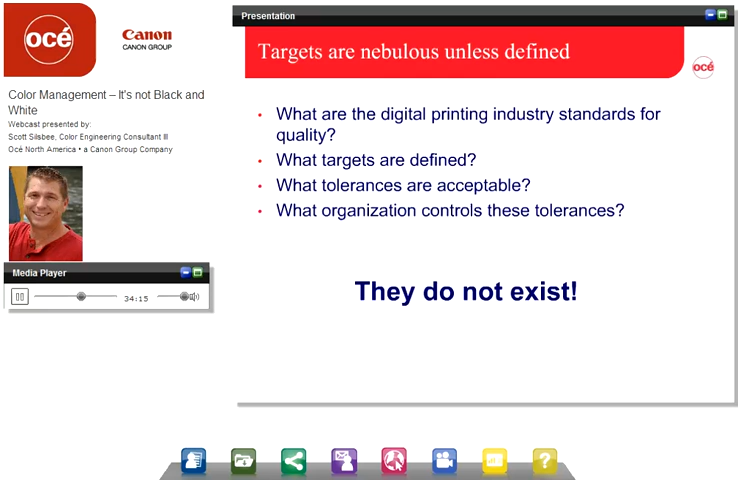 océ
Canon
CANON GROUP
Color Management – It's not Black and
White
Webcast presented by:
Scott Silsbee, Color Engineering Consultant III
Océ North America • a Canon Group Company
Media Player
34:15
Presentation
Targets are nebulous unless defined
océ
• What are the digital printing industry standards for
quality?
• What targets are defined?
• What tolerances are acceptable?
• What organization controls these tolerances?
They do not exist!
?